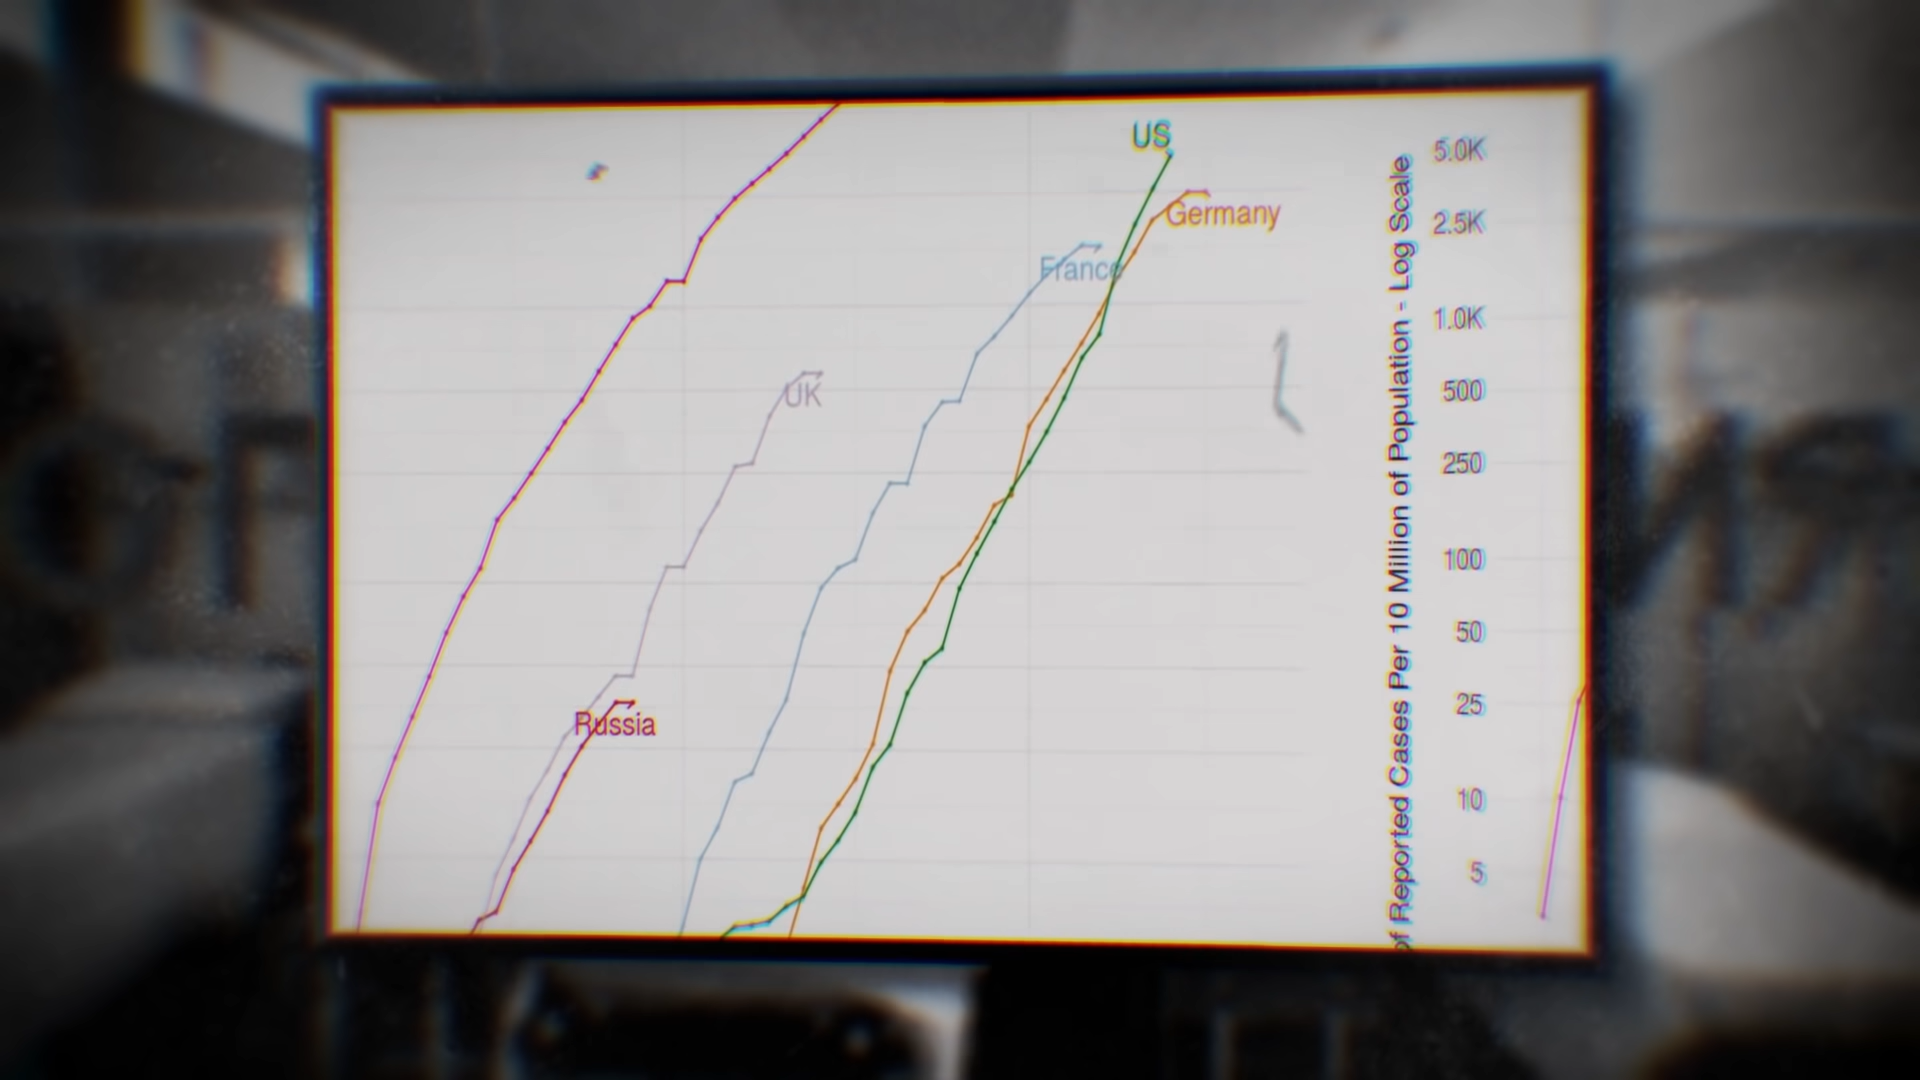 US
Germany
France
UK
Russia
of Reported Cases Per 10 Million of Population - Log Scale
5.0K
2.5K
1.0K
500
250
100
50
25
10
5